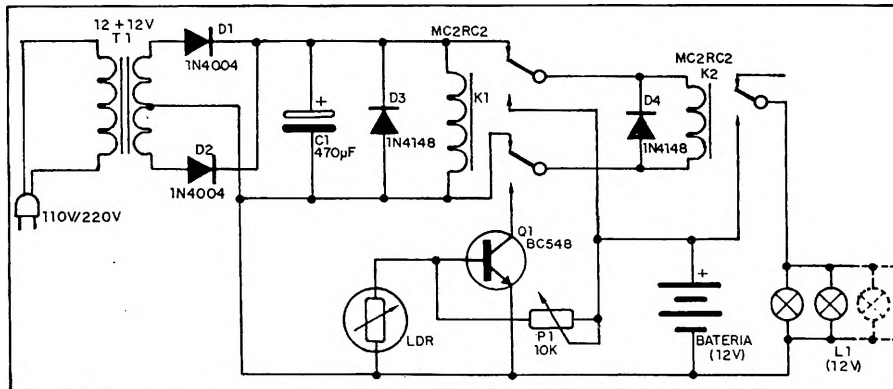 12 + 12V
T1
D1
1N4004
D2
1N4004
110V/220V
+
C1
470µF
D3
1N4148
MC2RC2
K1
MC2RC2
K2
D4
1N4148
Q1
BC548
LDR
P1
10K
+
BATERIA
(12V)
L1
(12V)